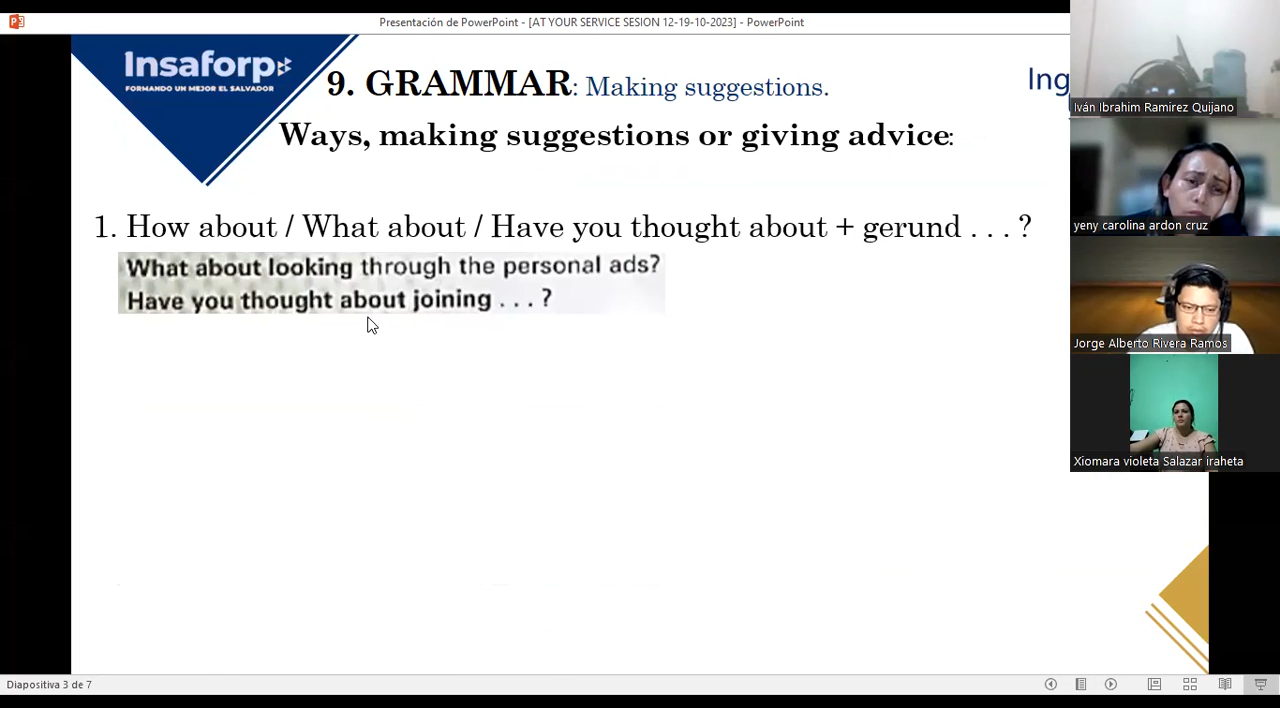 Presentación de PowerPoint - [AT YOUR SERVICE SESION 12-19-10-2023] - PowerPoint
Insaforp
FORMANDO UN MEJOR EL SALVADOR
9. GRAMMAR: Making suggestions.
Ing
Ways, making suggestions or giving advice:
1. How about / What about / Have you thought about + gerund . . . ?
What about looking through the personal ads?
Have you thought about joining . . . ?
Iván Ibrahim Ramirez Quijano
yeny carolina ardon cruz
Jorge Alberto Rivera Ramos
Xiomara violeta Salazar iraheta
Diapositiva 3 de 7